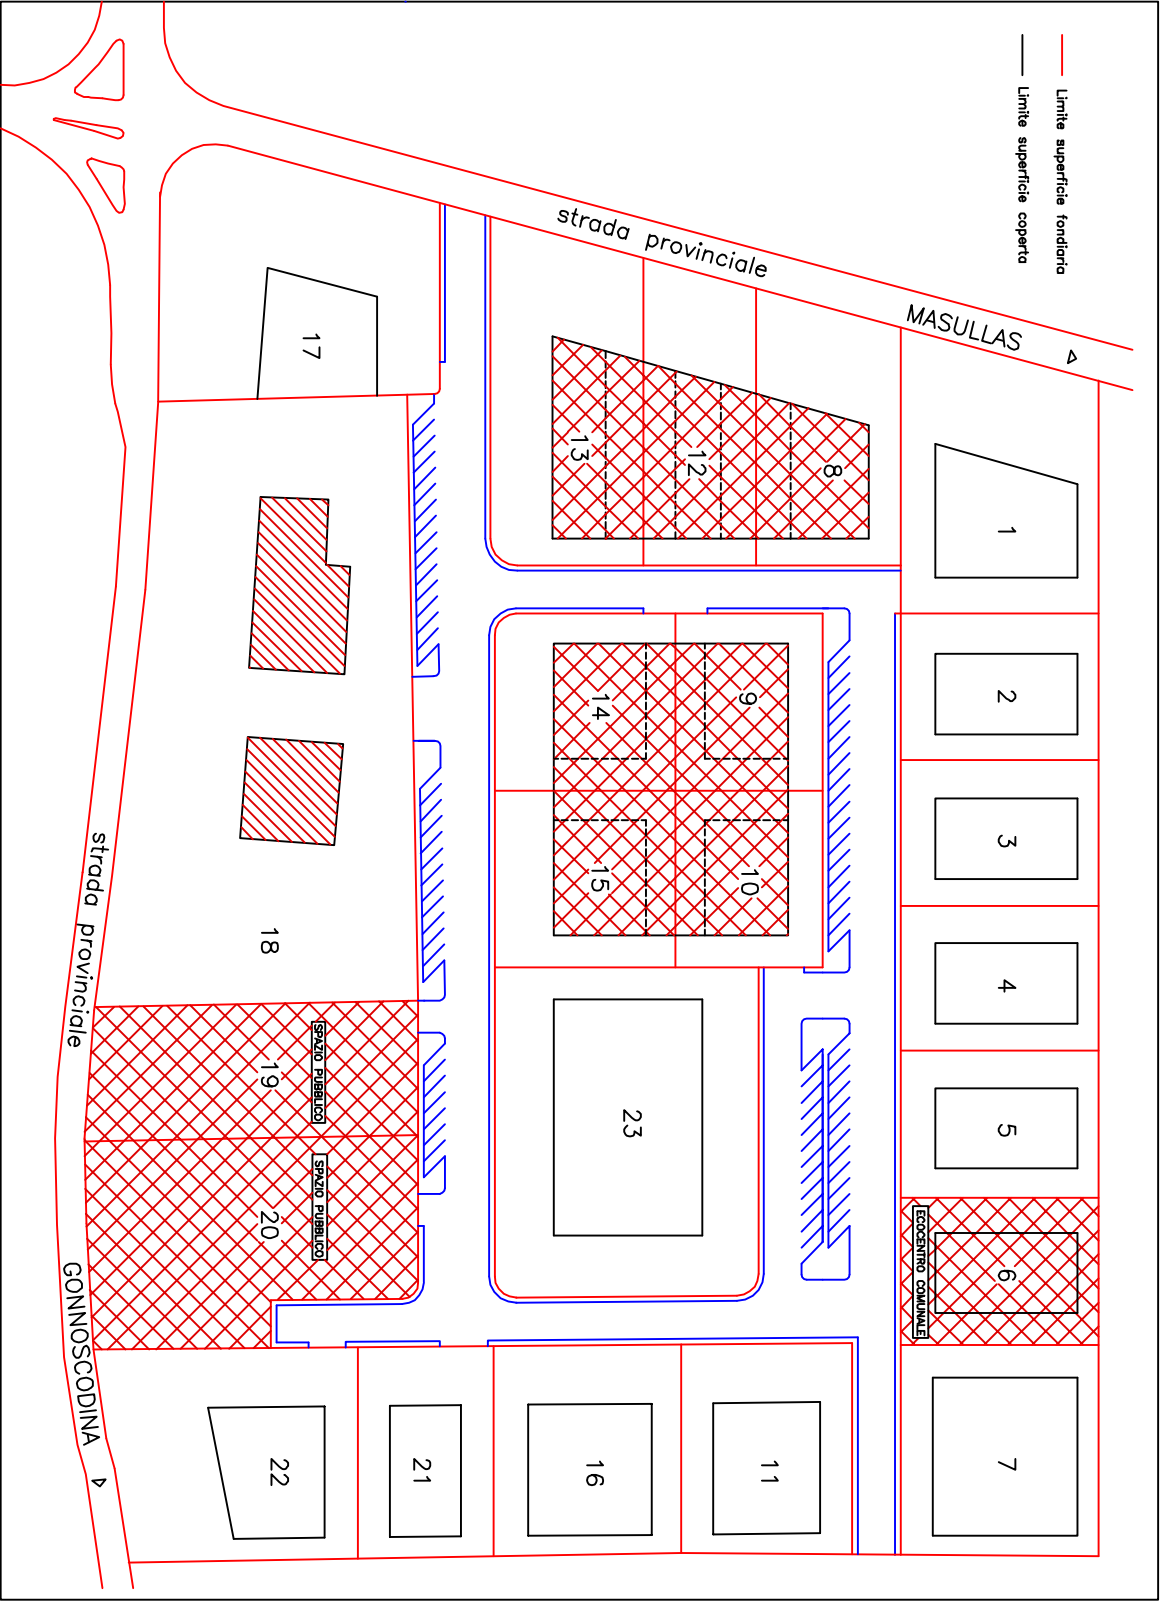 Limite superficie fondiaria
Limite superficie coperta
strada provinciale
MASULLAS
1
2
3
4
5
6
ECOCENTRO COMUNALE
7
8
12
13
9
14
10
15
23
11
16
21
22
17
18
19
SPAZIO PUBBLICO
20
SPAZIO PUBBLICO
strada provinciale
GONNOSCODINA